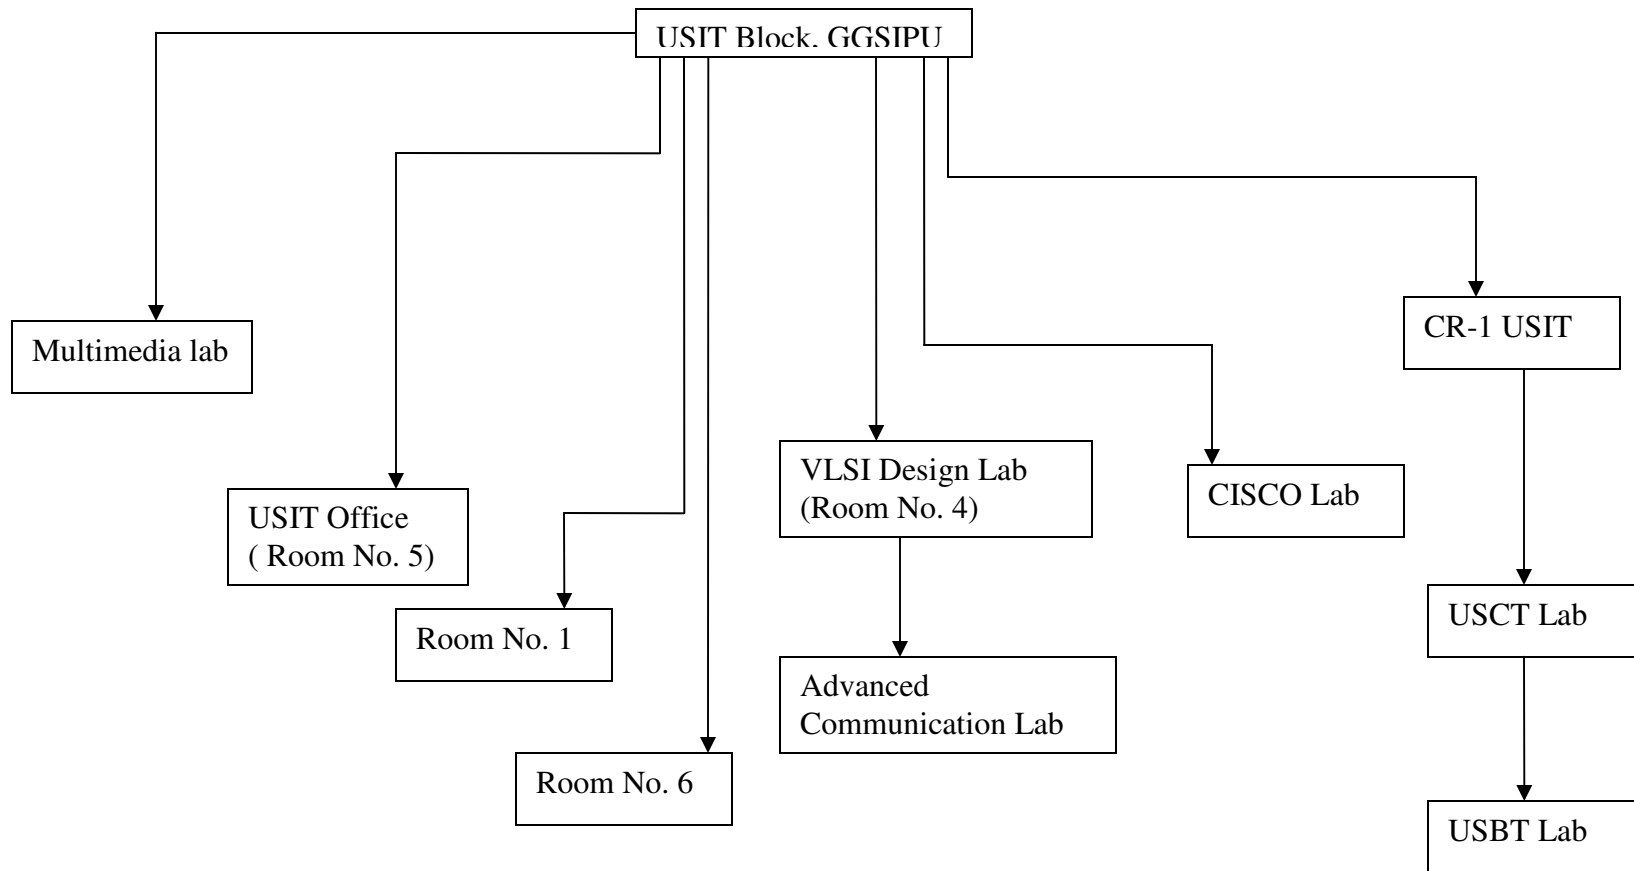 USIT Block, GGSIPU
Multimedia lab
USIT Office
( Room No. 5)
Room No. 1
Room No. 6
VLSI Design Lab
(Room No. 4)
Advanced
Communication Lab
CISCO Lab
CR-1 USIT
USCT Lab
USBT Lab